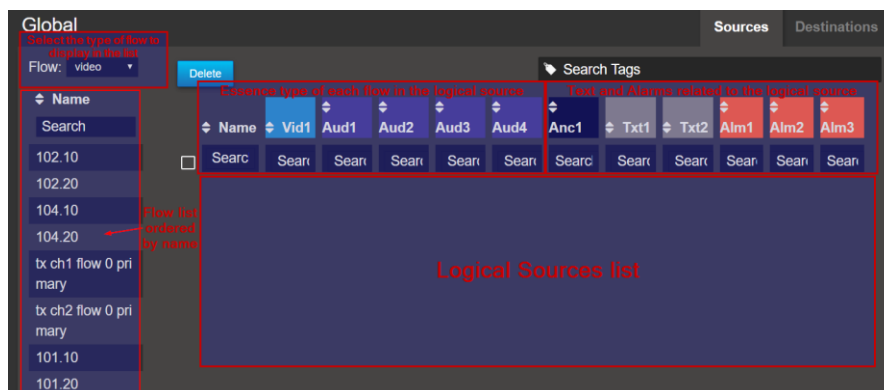 Global
Sources
Destinations
Select the type of flow to
display in the list
Flow: video
Delete
Search Tags
Essence type of each flow in the logical source
Text and Alarms related to the logical source
Name
Search
Name Vid1 Aud1 Aud2 Aud3 Aud4 Anc1 Txt1 Txt2 Alm1 Alm2 Alm3
Searc Searc Searc Searc Searc Searc Searc Searc Searc Searc Searc Searc
102.10
102.20
104.10
104.20
Flow list
ordered
by name
tx ch1 flow 0 pri
mary
tx ch2 flow 0 pri
mary
101.10
101.20
Logical Sources list